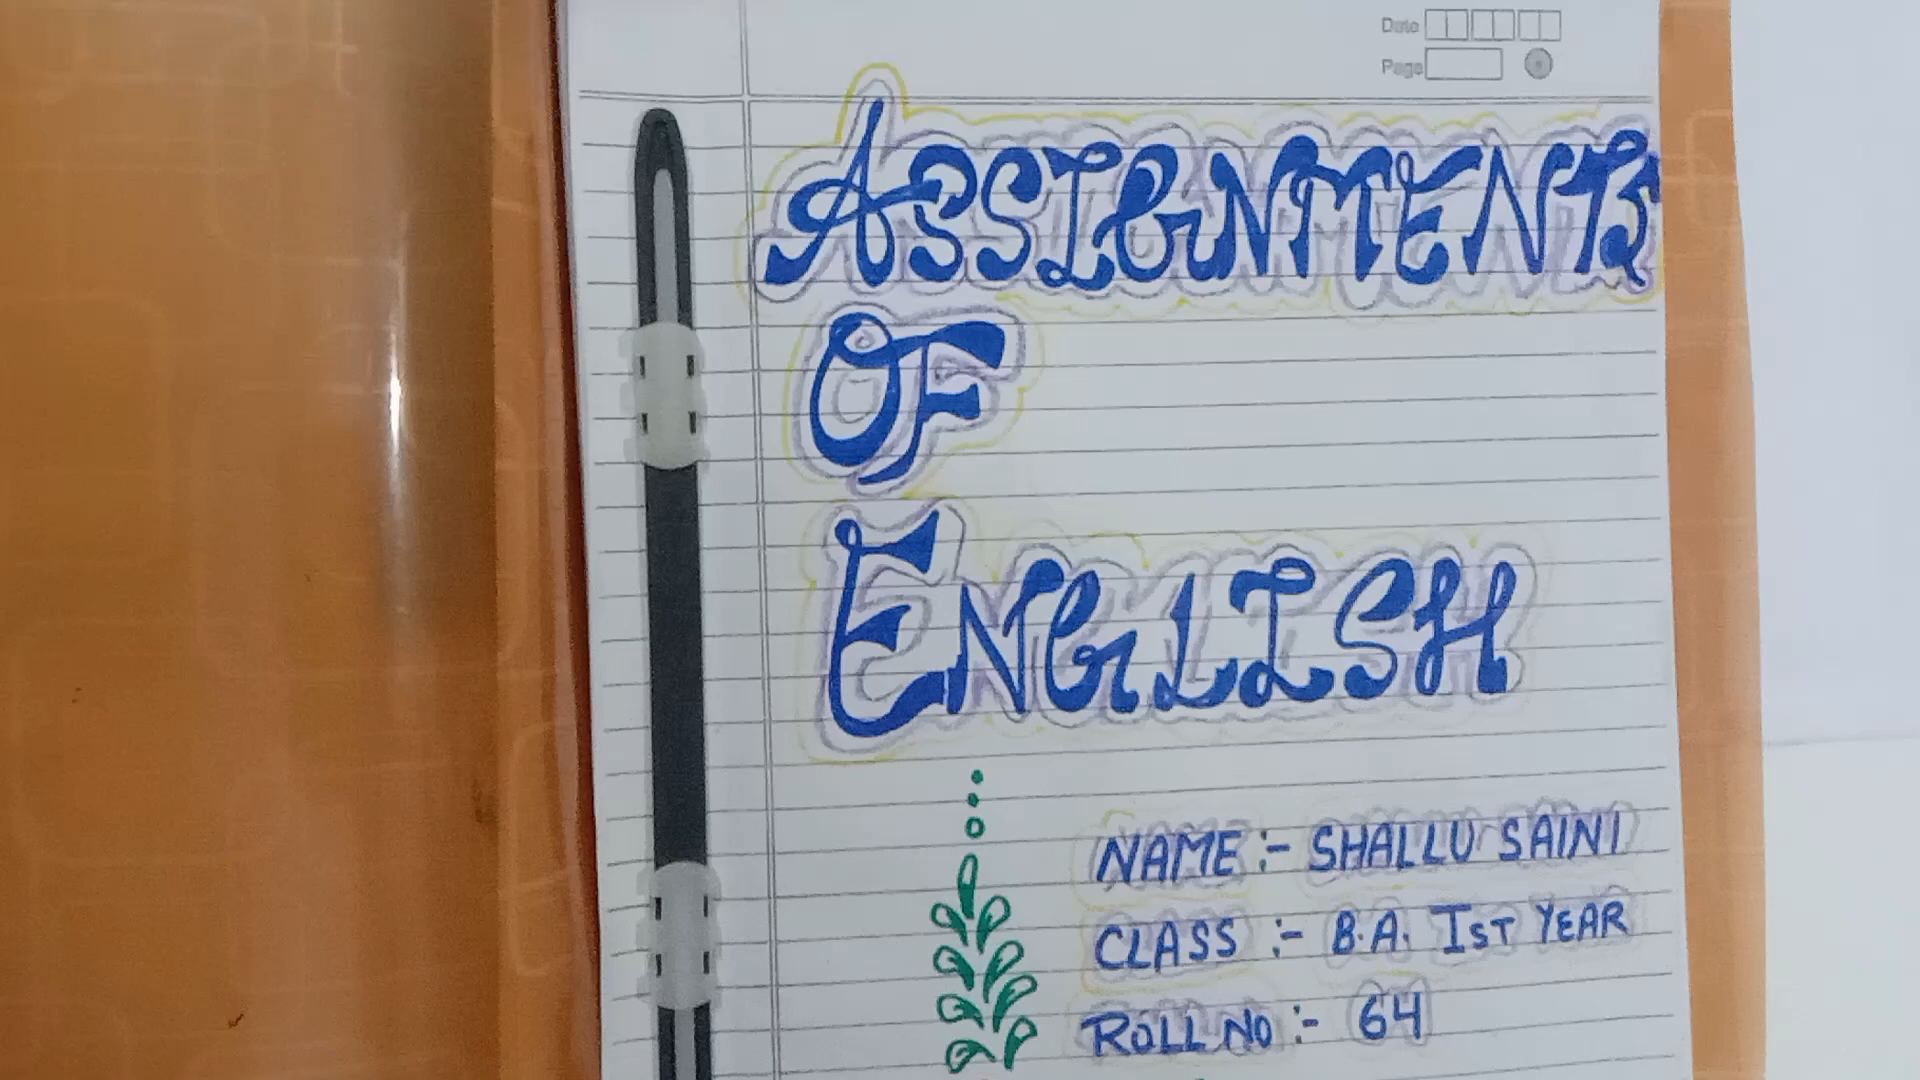 Date
Page
ASSIGNMENTS
OF
ENGLISH
NAME :- SHALLU SAINI
CLASS :- B.A. IST YEAR
ROLL NO :- 64